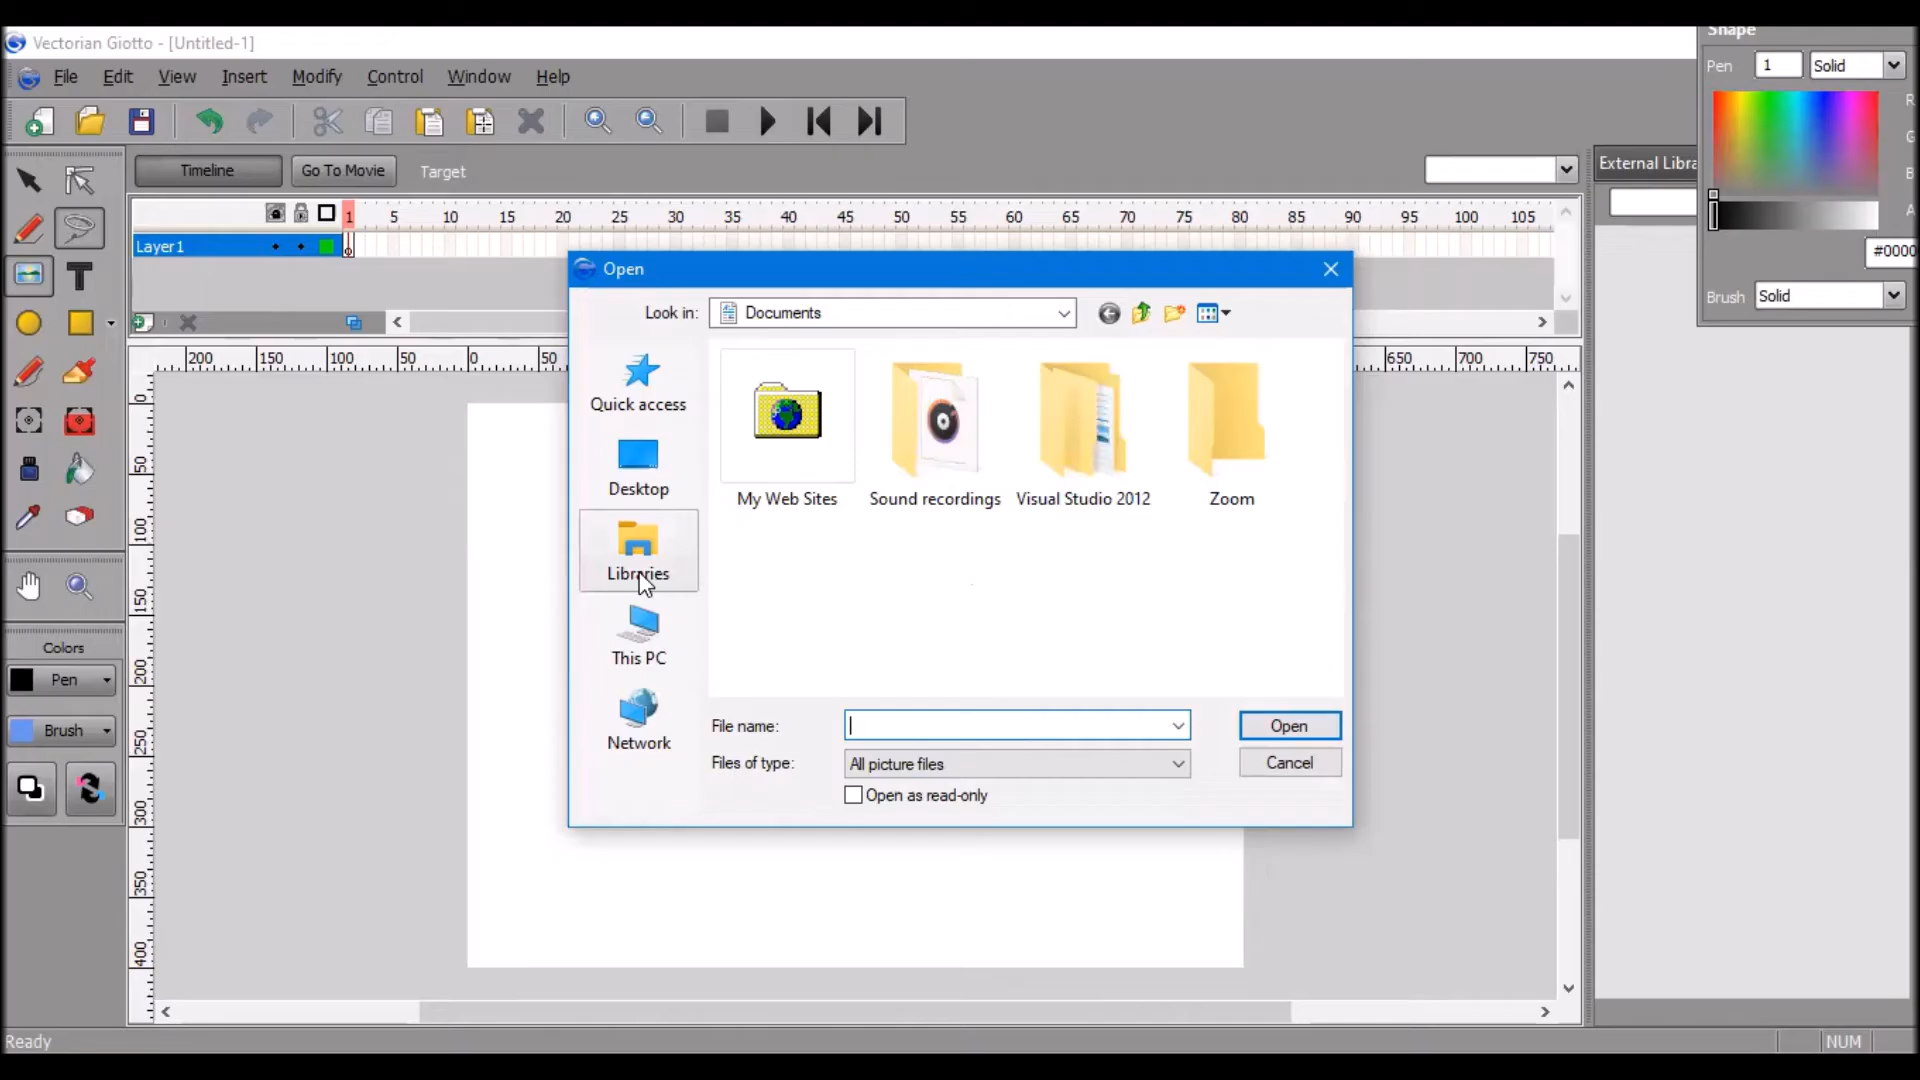 Vectorian Giotto - [Untitled-1]
File Edit View Insert Modify Control Window Help
Shape
Pen 1 Solid
Timeline Go To Movie Target
External Libra
1 5 10 15 20 25 30 35 40 45 50 55 60 65 70 75 80 85 90 95 100 105
Layer1
#0000
Brush Solid
Open
Look in: Documents
200 150 100 50 0 50 650 700 750
Quick access
Desktop
Libraries
This PC
Network
My Web Sites Sound recordings Visual Studio 2012 Zoom
File name: Open
Files of type: All picture files Cancel
Open as read-only
0
50
100
150
200
250
300
350
400
Colors
Pen
Brush
Ready NUM